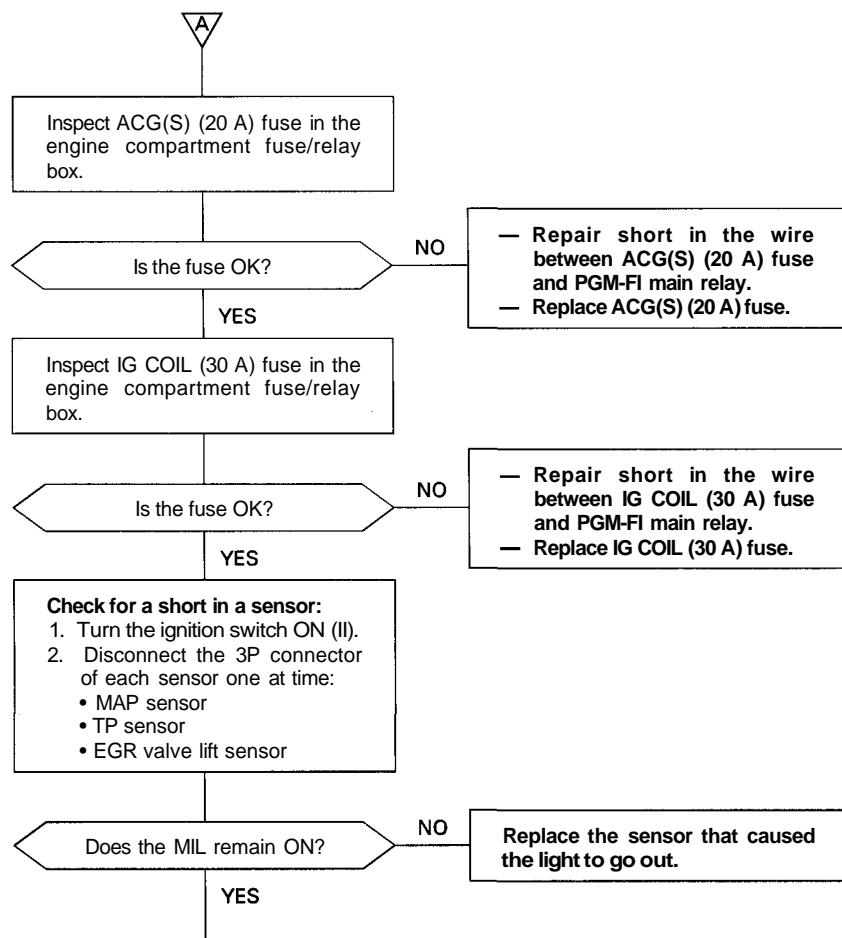 A
Inspect ACG(S) (20 A) fuse in the
engine compartment fuse/relay
box.
Is the fuse OK?
NO
— Repair short in the wire
between ACG(S) (20 A) fuse
and PGM-FI main relay.
— Replace ACG(S) (20 A) fuse.
YES
Inspect IG COIL (30 A) fuse in the
engine compartment fuse/relay
box.
Is the fuse OK?
NO
— Repair short in the wire
between IG COIL (30 A) fuse
and PGM-FI main relay.
— Replace IG COIL (30 A) fuse.
YES
Check for a short in a sensor:
1. Turn the ignition switch ON (II).
2. Disconnect the 3P connector
of each sensor one at time:
• MAP sensor
• TP sensor
• EGR valve lift sensor
Does the MIL remain ON?
NO
Replace the sensor that caused
the light to go out.
YES